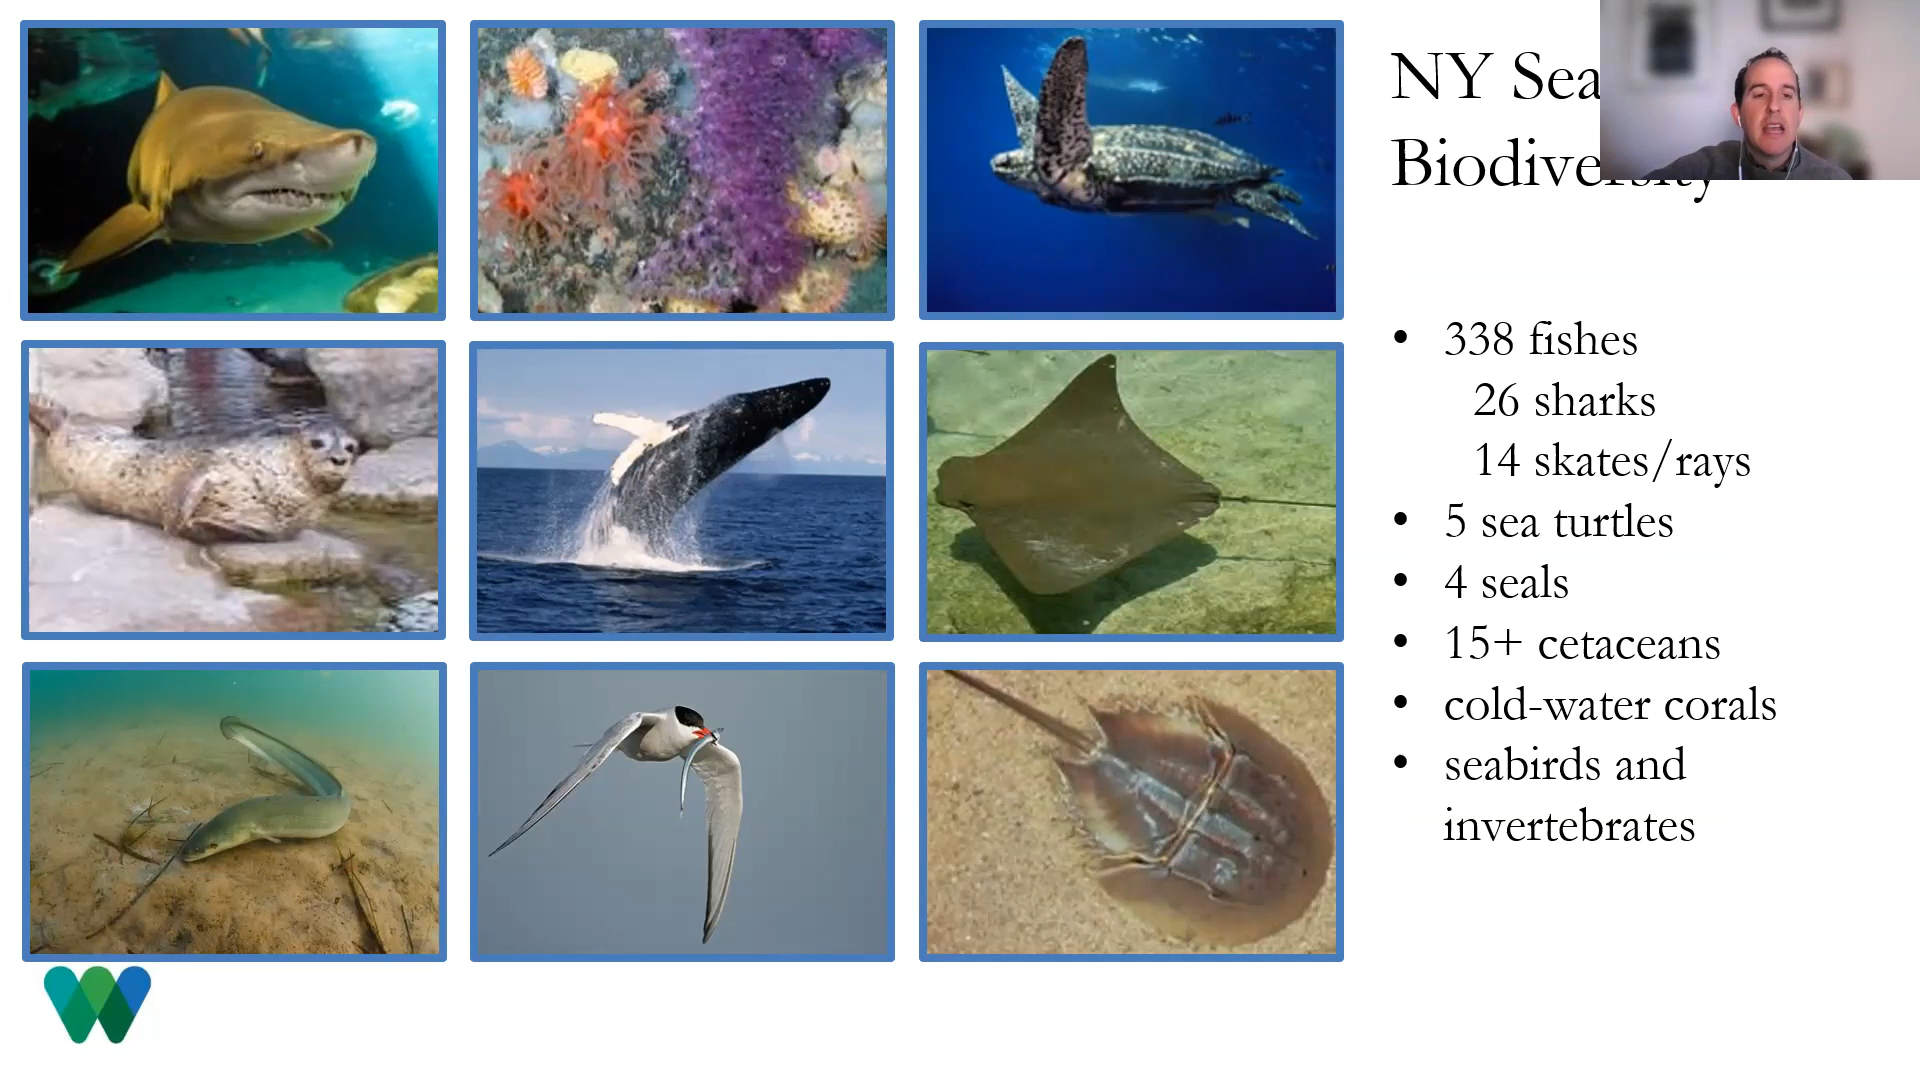 NY Sea
Biodiversity
• 338 fishes
26 sharks
14 skates/rays
• 5 sea turtles
• 4 seals
• 15+ cetaceans
• cold-water corals
• seabirds and
invertebrates